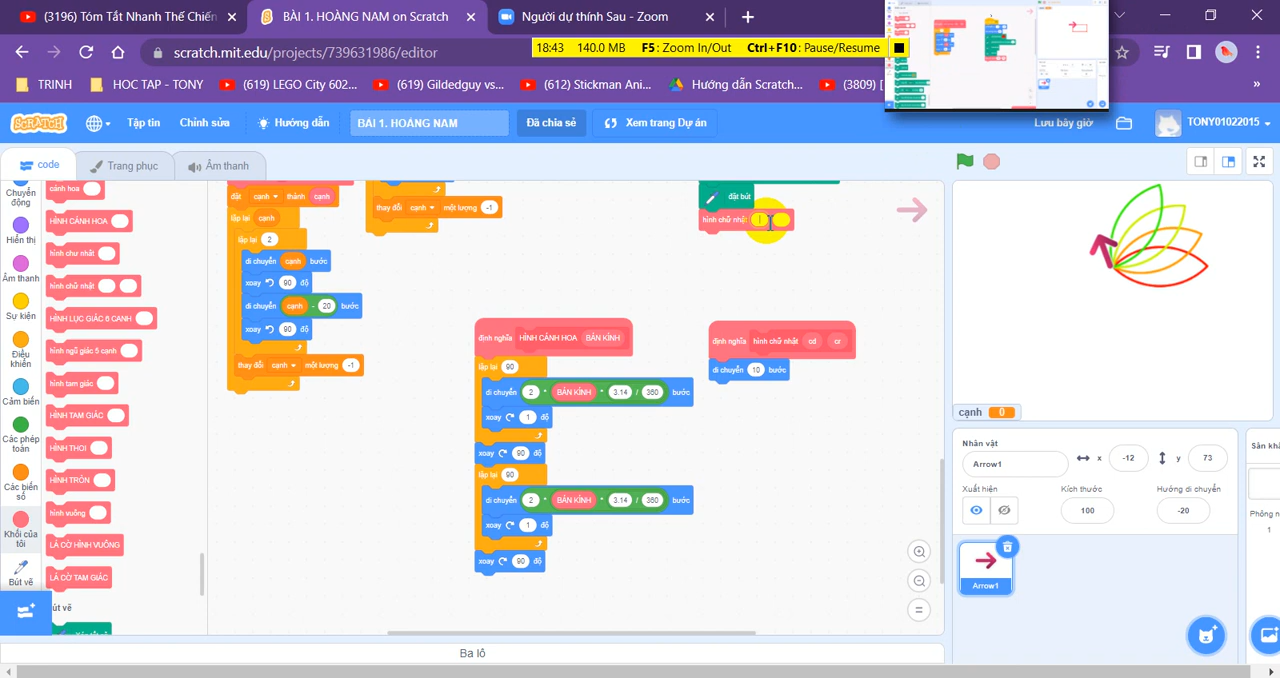 (3196) Tóm Tắt Nhanh Thế Chiến
BÀI 1. HOÀNG NAM on Scratch
Người dự thính Sau - Zoom
scratch.mit.edu/projects/739631986/editor
18:43 140.0 MB F5: Zoom In/Out Ctrl+F10: Pause/Resume
TRINH
HOC TAP - TONY
(619) LEGO City 602...
(619) Gildedguy vs...
(612) Stickman Ani...
Hướng dẫn Scratch...
(3809)
SCRATCH
Tập tin
Chỉnh sửa
Hướng dẫn
BÀI 1. HOÀNG NAM
Đã chia sẻ
Xem trang Dự án
Lưu bây giờ
TONY01022015
code
Trang phục
Âm thanh
Chuyển động
Hiển thị
Âm thanh
Sự kiện
Điều khiển
Cảm biến
Các phép toán
Các biến số
Khối của tôi
Bút vẽ
cánh hoa
HÌNH CÁNH HOA
hình chư nhât
hình chữ nhật
HÌNH LỤC GIÁC 6 CANH
hình ngũ giác 5 cạnh
hình tam giác
HÌNH TAM GIÁC
HÌNH THOI
HÌNH TRÒN
hình vuông
LÁ CỜ HÌNH VUÔNG
LÁ CỜ TAM GIÁC
Bút vẽ
đặt cạnh thành cạnh
lập lại cạnh
lập lại 2
di chuyển cạnh bước
xoay 90 độ
di chuyển cạnh - 20 bước
xoay 90 độ
thay đổi cạnh một lượng -1
thay đổi cạnh một lượng -1
đặt bút
hình chữ nhật
định nghĩa HÌNH CÁNH HOA BÁN KÍNH
lập lại 90
di chuyển 2 * BÁN KÍNH * 3.14 / 360 bước
xoay 1 độ
xoay 90 độ
lập lại 90
di chuyển 2 * BÁN KÍNH * 3.14 / 360 bước
xoay 1 độ
xoay 90 độ
định nghĩa hình chữ nhật cd cr
di chuyển 10 bước
cạnh 0
Nhân vật
Arrow1
x -12
y 73
Xuất hiện
Kích thước
100
Hướng di chuyển
-20
Arrow1
Sân khấ
Phông n
1
Ba lô